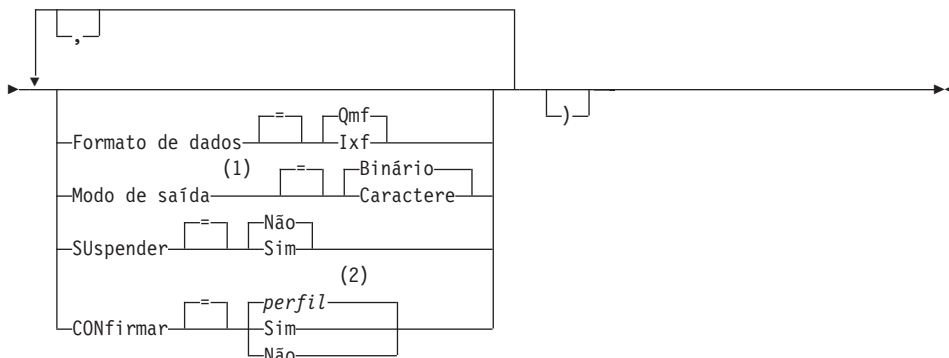 ,
Formato de dados = Qmf
Ixf
(1)
Modo de saída = Binário
Caractere
SUspender = Não
Sim
(2)
CONfirmar = perfil
Sim
Não
)